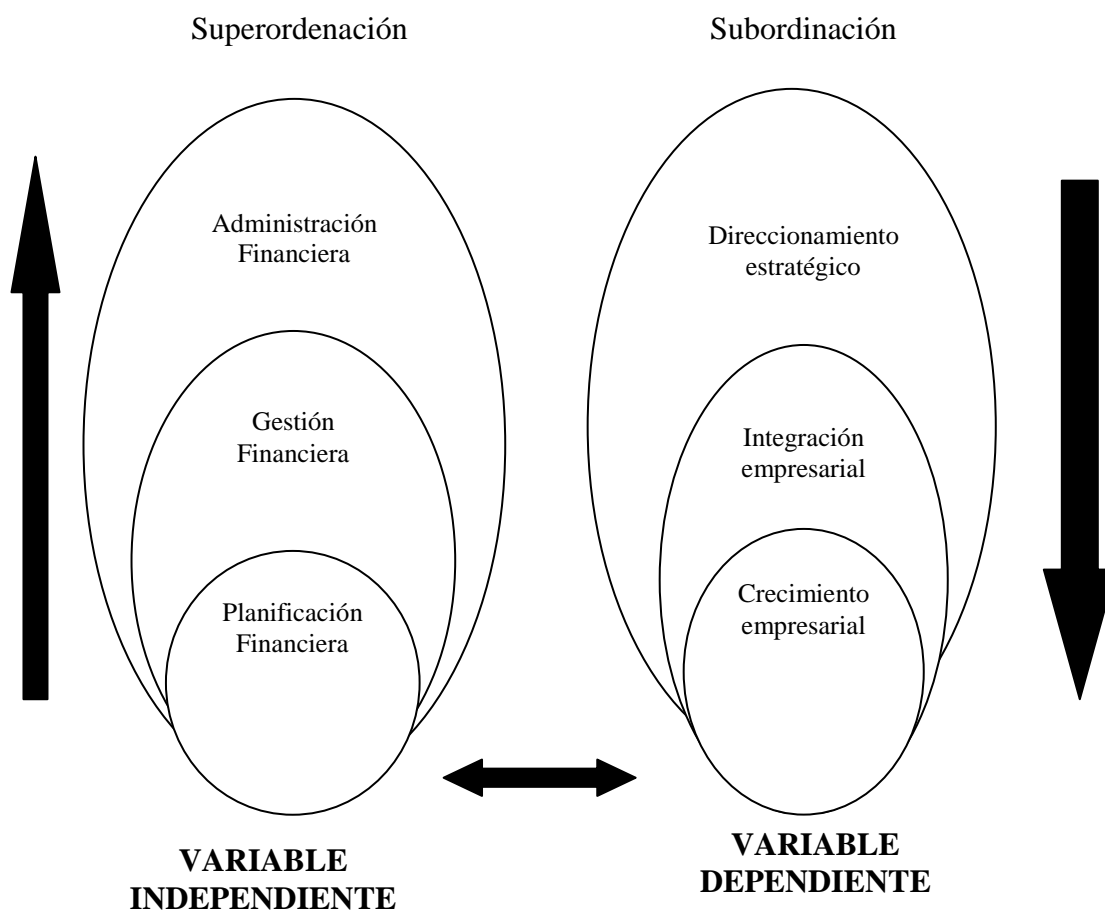 Superordenación
Subordinación
Administración
Financiera
Direccionamiento
estratégico
Gestión
Financiera
Integración
empresarial
Planificación
Financiera
Crecimiento
empresarial
VARIABLE
INDEPENDIENTE
VARIABLE
DEPENDIENTE